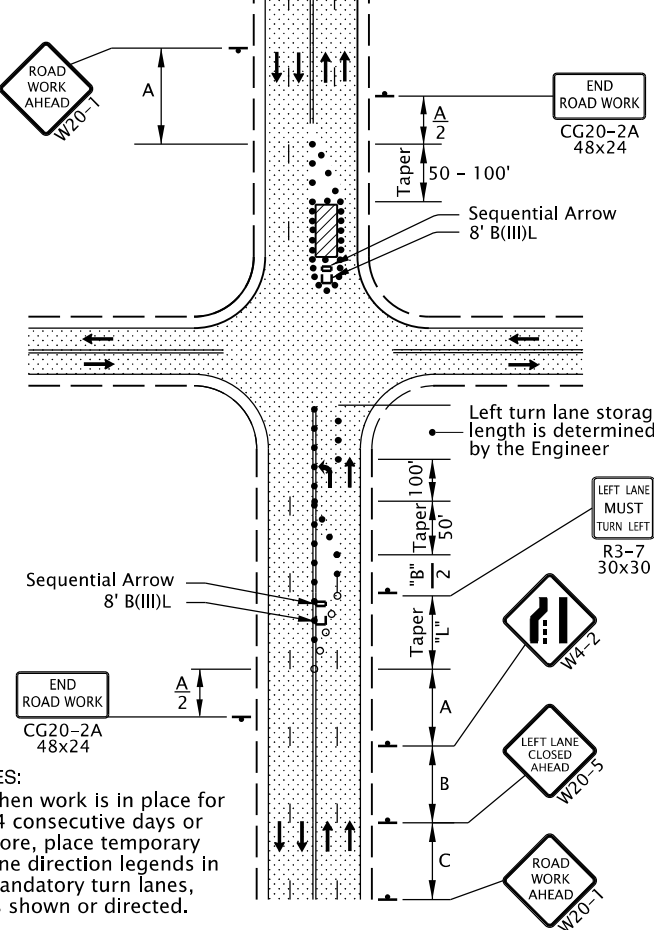 ROAD
WORK
AHEAD
W20-1
A
END
ROAD WORK
CG20-2A
48x24
A
2
Taper
50 - 100'
Sequential Arrow
8' B(III)L
Left turn lane storag
length is determined
by the Engineer
100'
Taper
50'
LEFT LANE
MUST
TURN LEFT
R3-7
30x30
"B"
2
Sequential Arrow
8' B(III)L
Taper
"L"
W4-2
END
ROAD WORK
CG20-2A
48x24
A
2
A
LEFT LANE
CLOSED
AHEAD
W20-5
B
ES:
hen work is in place for
4 consecutive days or
ore, place temporary
ne direction legends in
andatory turn lanes,
s shown or directed.
C
ROAD
WORK
AHEAD
W20-1